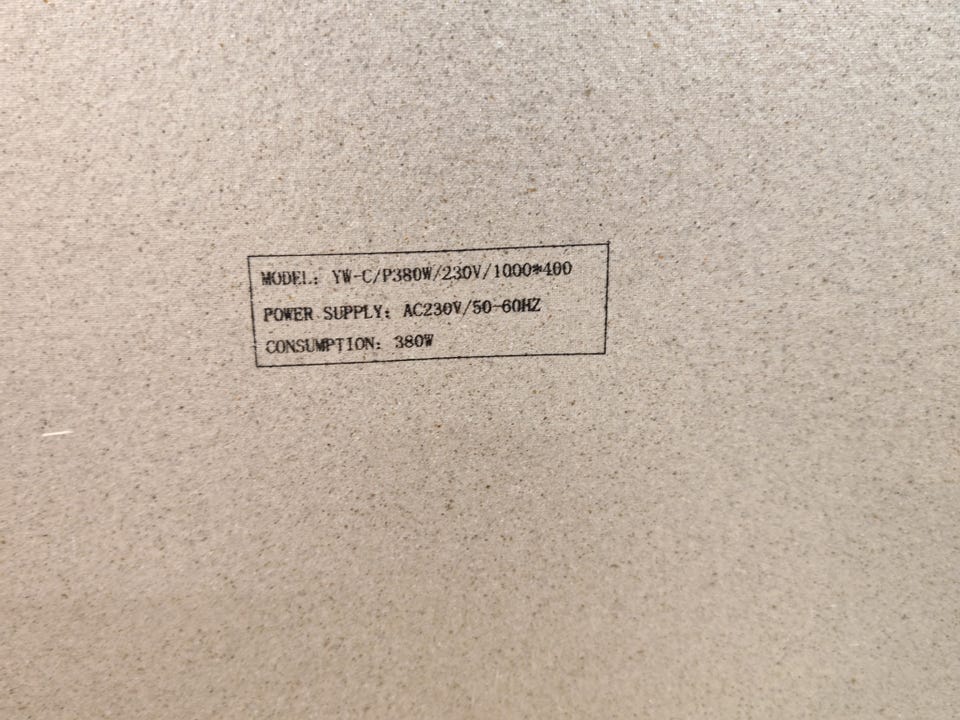 MODEL: YW-C/P380W/230V/1000*400
POWER SUPPLY: AC230V/50-60HZ
CONSUMPTION: 380W